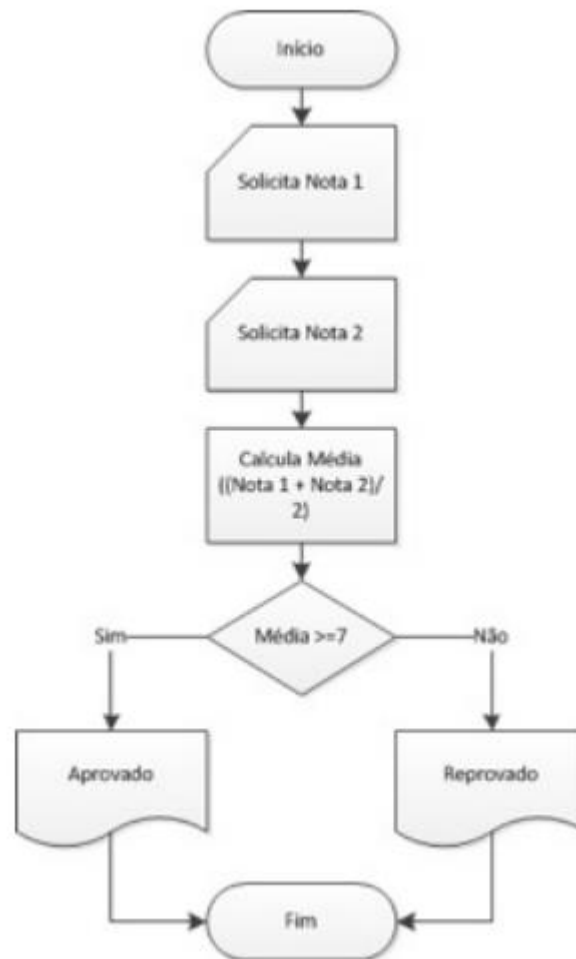 Início
Solicita Nota 1
Solicita Nota 2
Calcula Média
((Nota 1 + Nota 2)/
2)
Média >=7
Sim
Não
Aprovado
Reprovado
Fim